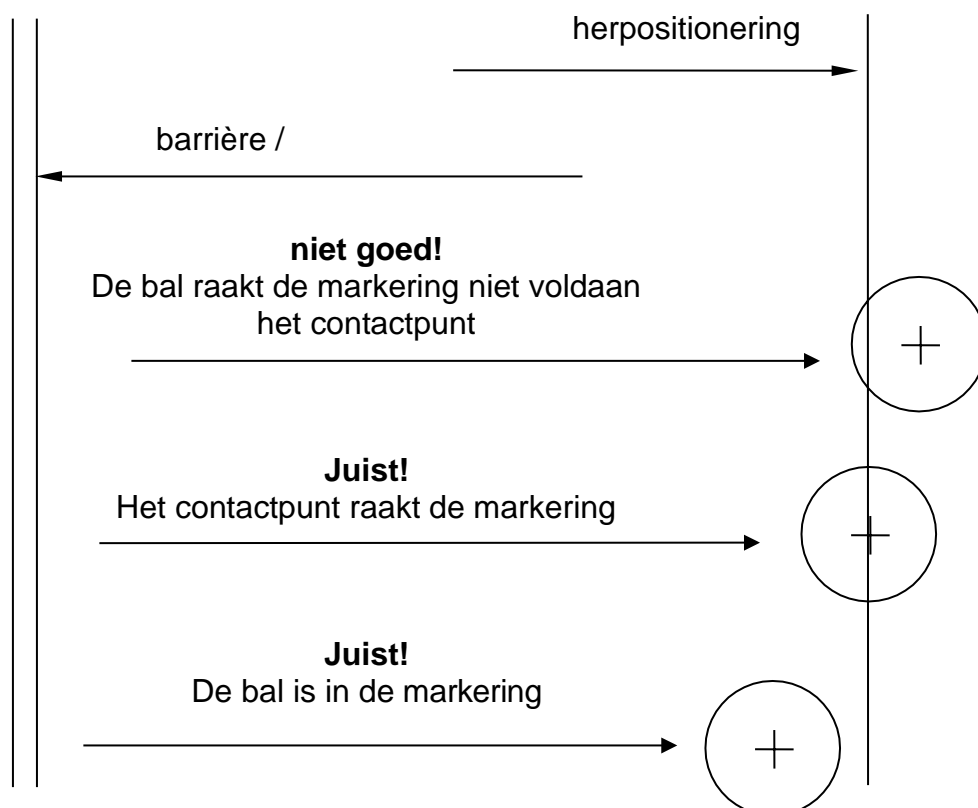 herpositionering
barrière /
niet goed!
De bal raakt de markering niet voldaan
het contactpunt
Juist!
Het contactpunt raakt de markering
Juist!
De bal is in de markering